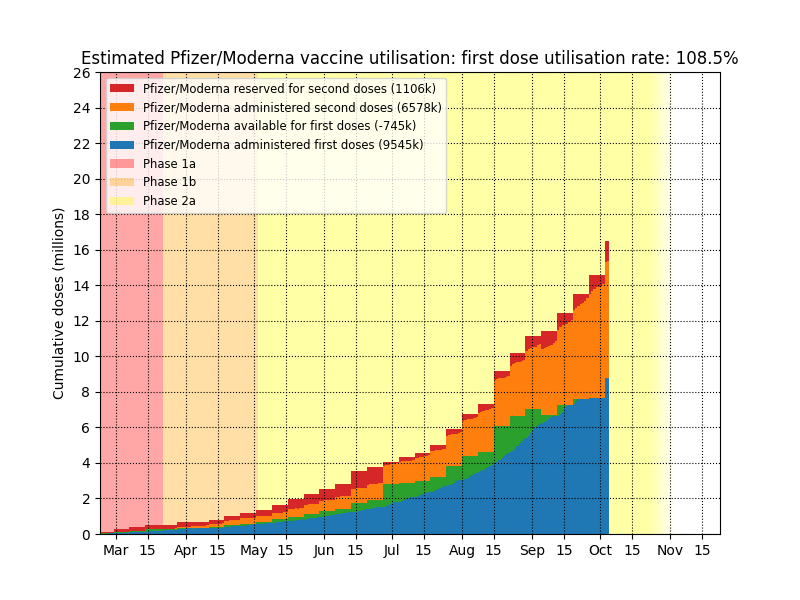 Estimated Pfizer/Moderna vaccine utilisation: first dose utilisation rate: 108.5%
Pfizer/Moderna reserved for second doses (1106k)
Pfizer/Moderna administered second doses (6578k)
Pfizer/Moderna available for first doses (-745k)
Pfizer/Moderna administered first doses (9545k)
Phase 1a
Phase 1b
Phase 2a
Cumulative doses (millions)
26
24
22
20
18
16
14
12
10
8
6
4
2
0
Mar 15 Apr 15 May 15 Jun 15 Jul 15 Aug 15 Sep 15 Oct 15 Nov 15